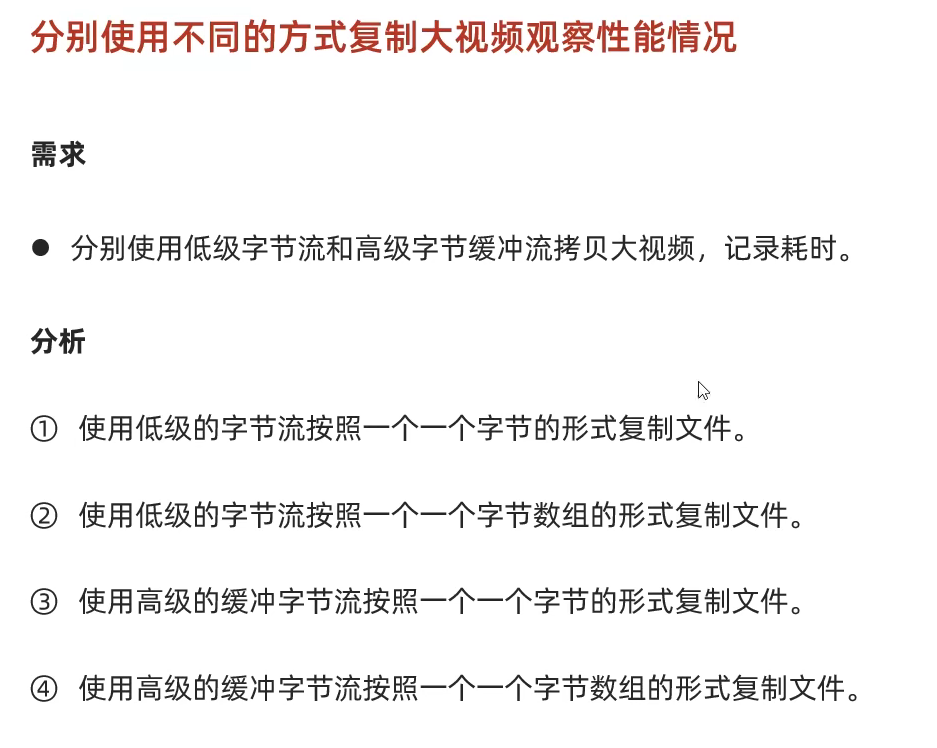 分别使用不同的方式复制大视频观察性能情况
需求
● 分别使用低级字节流和高级字节缓冲流拷贝大视频，记录耗时。
分析
① 使用低级的字节流按照一个一个字节的形式复制文件。
② 使用低级的字节流按照一个一个字节数组的形式复制文件。
③ 使用高级的缓冲字节流按照一个一个字节的形式复制文件。
④ 使用高级的缓冲字节流按照一个一个字节数组的形式复制文件。